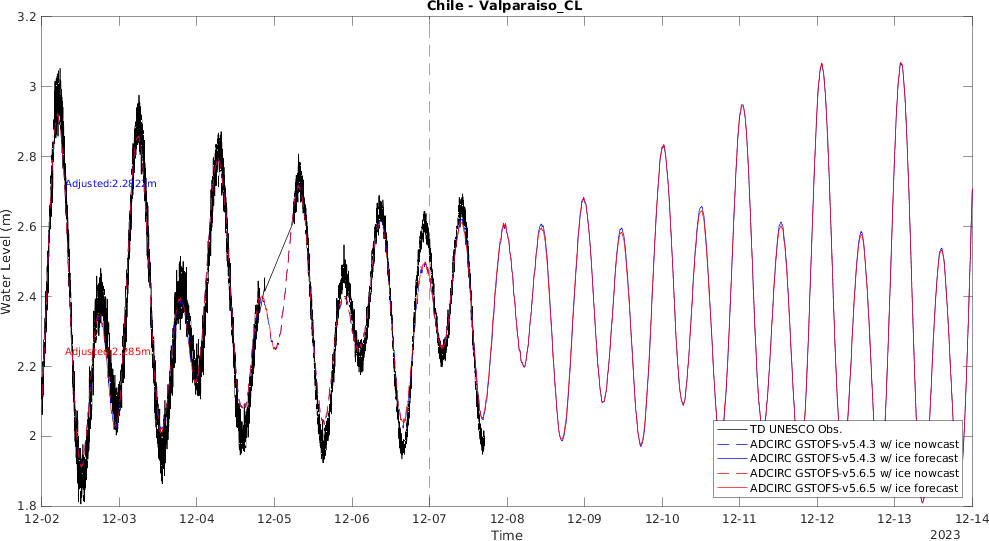 Chile - Valparaiso_CL
3.2
3
2.8
2.6
2.4
2.2
2
1.8
Water Level (m)
Adjusted:2.2822m
Adjusted:2.285m
TD UNESCO Obs.
ADCIRC GSTOFS-v5.4.3 w/ ice nowcast
ADCIRC GSTOFS-v5.4.3 w/ ice forecast
ADCIRC GSTOFS-v5.6.5 w/ ice nowcast
ADCIRC GSTOFS-v5.6.5 w/ ice forecast
12-02 12-03 12-04 12-05 12-06 12-07 12-08 12-09 12-10 12-11 12-12 12-13 12-14
Time
2023